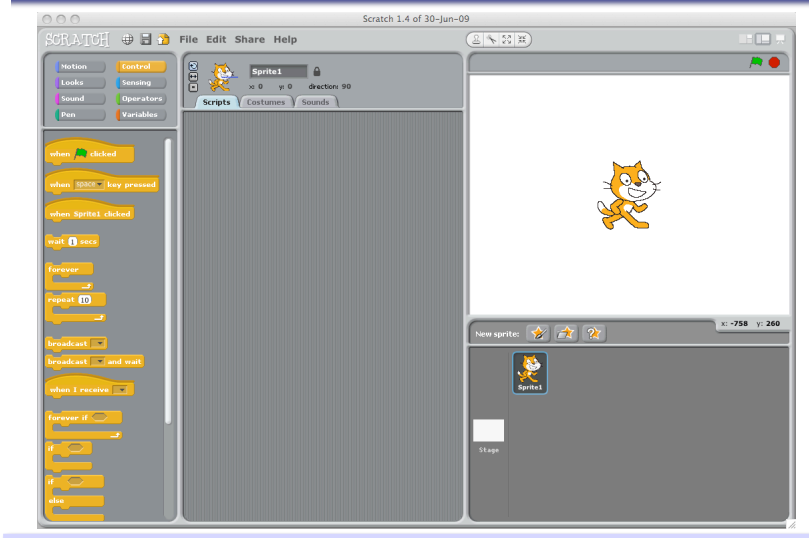 Scratch 1.4 of 30-Jun-09
SCRATCH File Edit Share Help
Motion Control
Looks Sensing
Sound Operators
Pen Variables
Sprite1
x: 0 y: 0 direction: 90
Scripts Costumes Sounds
when clicked
when space key pressed
when Sprite1 clicked
wait 1 secs
forever
repeat 10
broadcast
broadcast and wait
when I receive
forever if
if
if
else
x: -758 y: 260
New sprite:
Sprite1
Stage